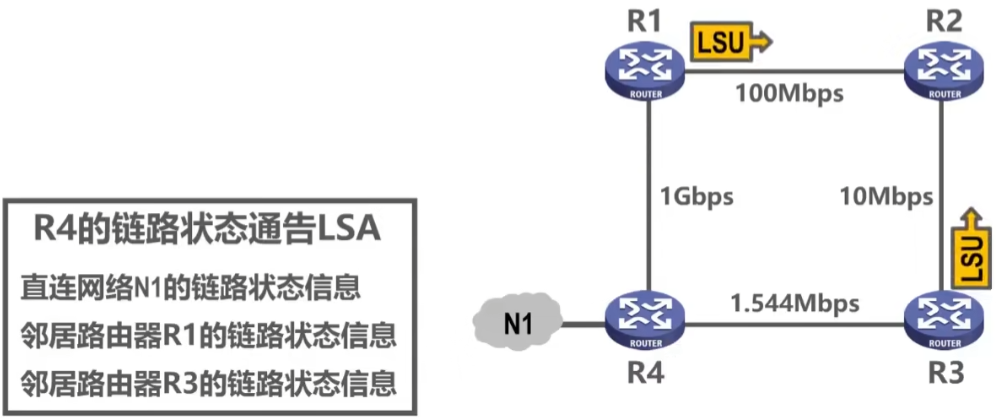 R1
LSU
R2
ROUTER
ROUTER
100Mbps
1Gbps
10Mbps
LSU
R4的链路状态通告LSA
直连网络N1的链路状态信息
邻居路由器R1的链路状态信息
邻居路由器R3的链路状态信息
N1
1.544Mbps
ROUTER
ROUTER
R4
R3